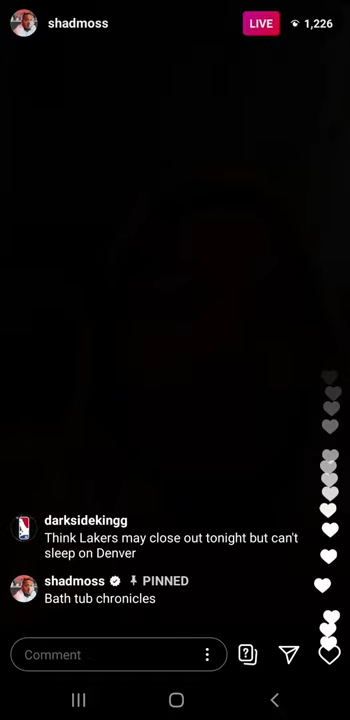 shadmoss
LIVE
1,226
darksidekingg
Think Lakers may close out tonight but can't
sleep on Denver
shadmoss PINNED
Bath tub chronicles
Comment